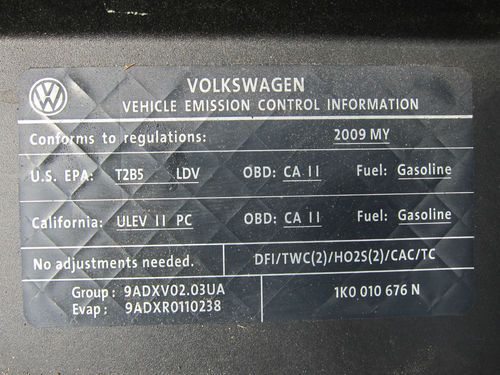 VOLKSWAGEN
VEHICLE EMISSION CONTROL INFORMATION
Conforms to regulations: 2009 MY
U.S. EPA: T2B5 LDV OBD: CA II Fuel: Gasoline
California: ULEV II PC OBD: CA II Fuel: Gasoline
No adjustments needed. DFI/TWC(2)/HO2S(2)/CAC/TC
Group: 9ADXV02.03UA
Evap: 9ADXR0110238
1K0 010 676 N